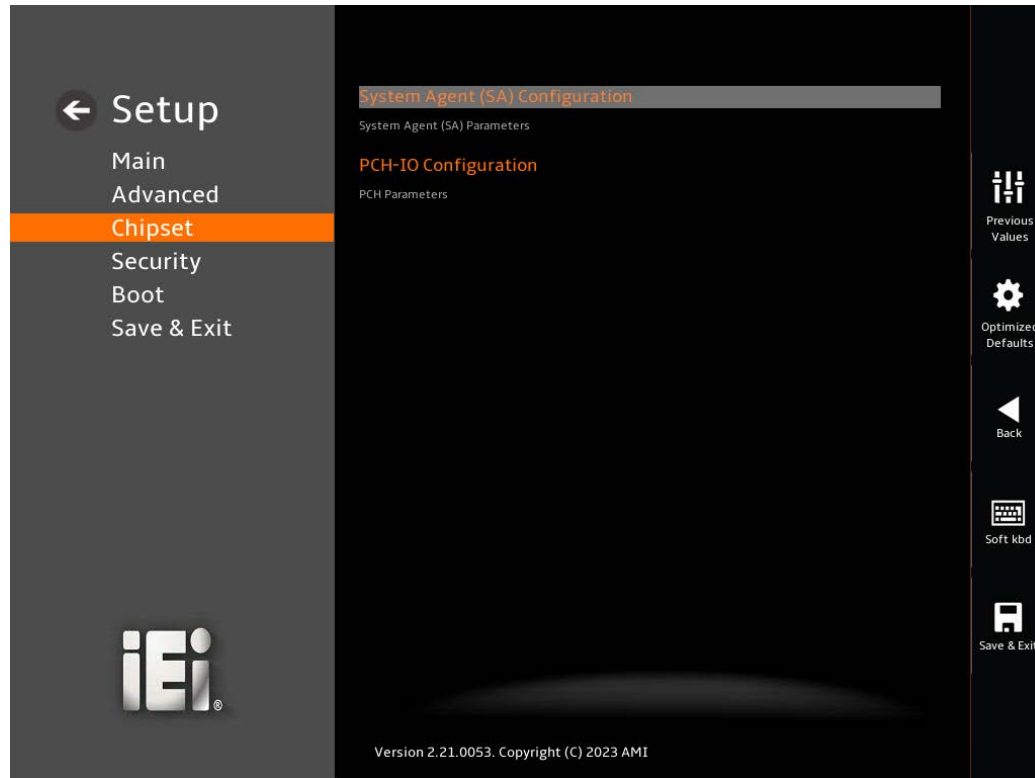 Setup
Main
Advanced
Chipset
Security
Boot
Save & Exit
iEi
®
System Agent (SA) Configuration
System Agent (SA) Parameters
PCH-IO Configuration
PCH Parameters
Version 2.21.0053. Copyright (C) 2023 AMI
Previous
Values
Optimized
Defaults
Back
Soft kbd
Save & Exit